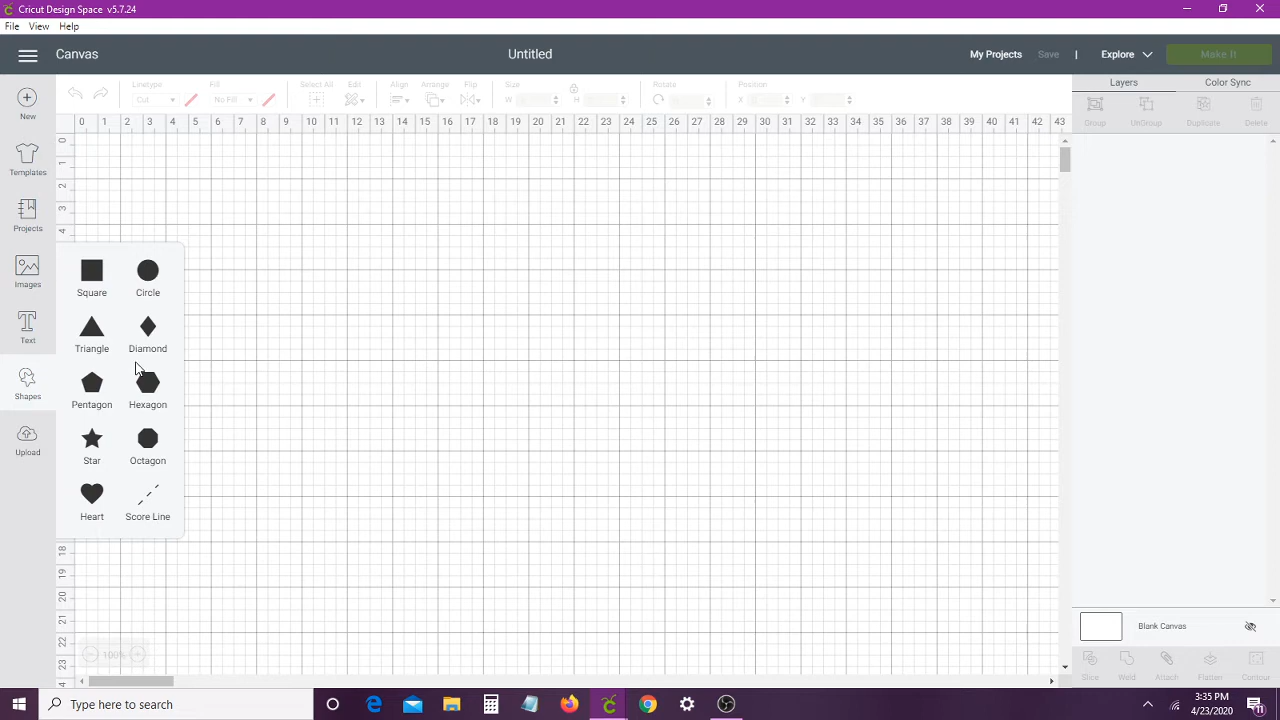 Cricut Design Space v5.7.24
File View Help
Canvas
Untitled
My Projects Save | Explore Make It
New
Templates
Projects
Images
Text
Shapes
Upload
Linetype
Cut
Fill
No Fill
Select All
Edit
Align
Arrange
Flip
Size
W
H
Rotate
Position
X
Y
Layers Color Sync
Group UnGroup Duplicate Delete
0 1 2 3 4 5 6 7 8 9 10 11 12 13 14 15 16 17 18 19 20 21 22 23 24 25 26 27 28 29 30 31 32 33 34 35 36 37 38 39 40 41 42 43
0
1
2
3
4
Square Circle
Triangle Diamond
Pentagon Hexagon
Star Octagon
Heart Score Line
18
19
20
21
22
23
100%
Blank Canvas
Slice Weld Attach Flatten Contour
Type here to search
3:35 PM
4/23/2020